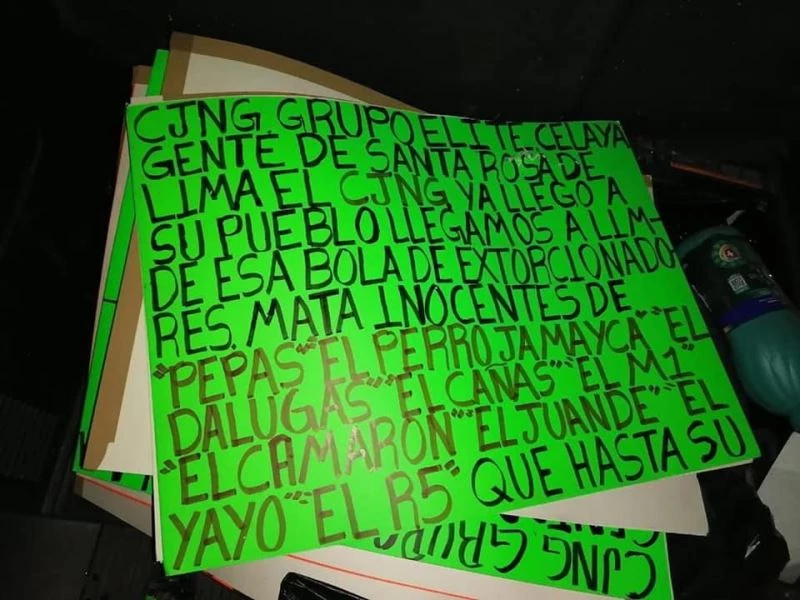 CJNG GRUPO ELITE CELAYA
GENTE DE SANTA ROSA DE
LIMA EL CJNG YA LLEGO A
SU PUEBLO LLEGAMOS A LIM-
DE ESA BOLA DE EXTORCIONADO
RES. MATA INOCENTES DE
"PEPAS" "EL PERRO JAMAYCA" "EL
DALUGAS" "EL CAÑAS" "EL M1"
"EL CAMARON" "EL JUANDE" "EL
YAYO" "EL R5" QUE HASTA SU
CJNG GRUPO